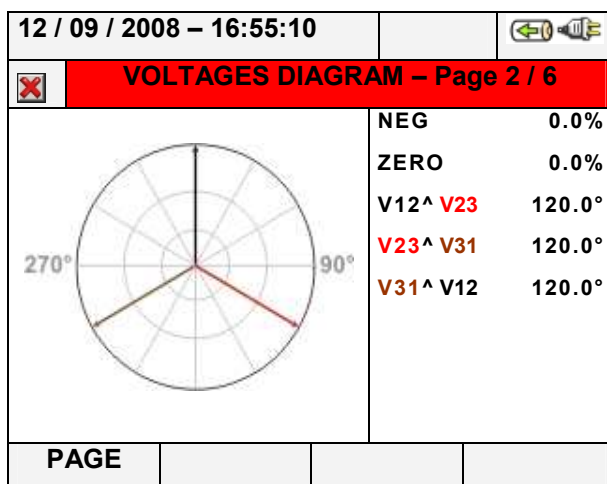 12 / 09 / 2008 – 16:55:10
VOLTAGES DIAGRAM – Page 2 / 6
NEG 0.0%
ZERO 0.0%
V12^ V23 120.0°
V23^ V31 120.0°
V31^ V12 120.0°
270° 90°
PAGE